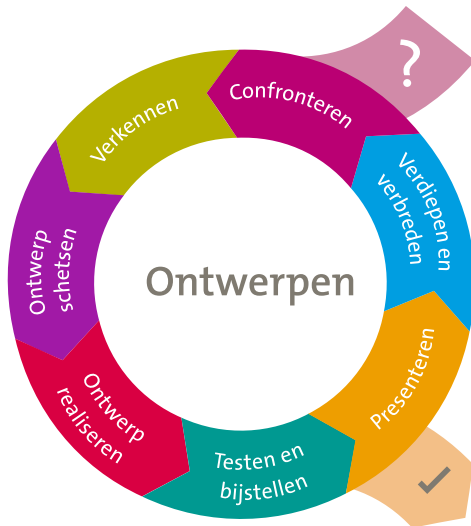 ?
Confronteren
Verkennen
Ontwerp
schetsen
Ontwerp
realiseren
Testen en
bijstellen
Presenteren
Verdiepen en
verbreden
Ontwerpen